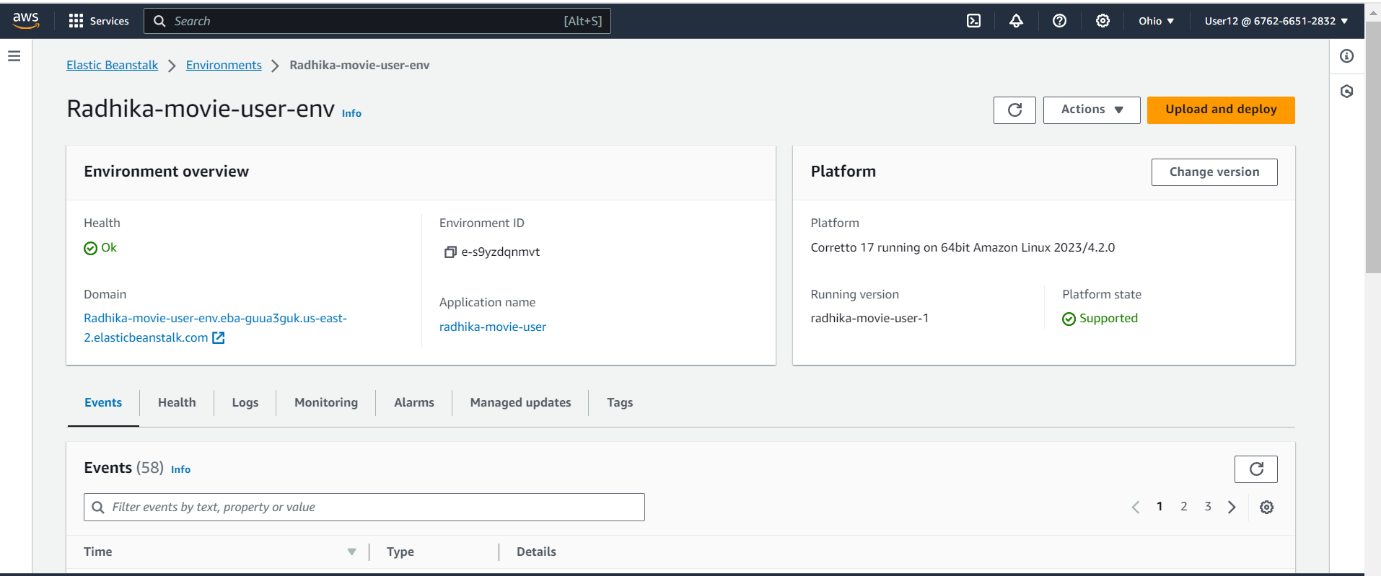 aws Services Search [Alt+S] Ohio User12 @ 6762-6651-2832
Elastic Beanstalk Environments Radhika-movie-user-env
Radhika-movie-user-env Info Actions Upload and deploy
Environment overview
Health
Ok
Domain
Radhika-movie-user-env.eba-guua3guk.us-east-
2.elasticbeanstalk.com
Environment ID
e-s9yzdqnmvt
Application name
radhika-movie-user
Platform Change version
Platform
Corretto 17 running on 64bit Amazon Linux 2023/4.2.0
Running version
radhika-movie-user-1
Platform state
Supported
Events Health Logs Monitoring Alarms Managed updates Tags
Events (58) Info
Filter events by text, property or value
1 2 3
Time Type Details